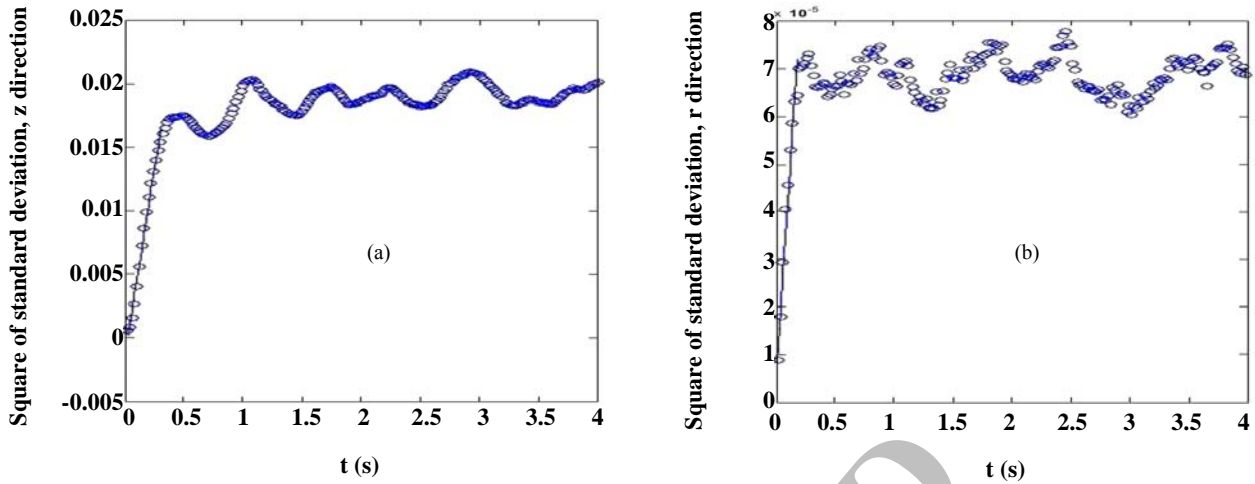 Square of standard deviation, z direction
0.025
0.02
0.015
0.01
0.005
0
-0.005
0 0.5 1 1.5 2 2.5 3 3.5 4
t (s)
(a)
Square of standard deviation, r direction
× 10⁻⁵
8
7
6
5
4
3
2
1
0
0 0.5 1 1.5 2 2.5 3 3.5 4
t (s)
(b)